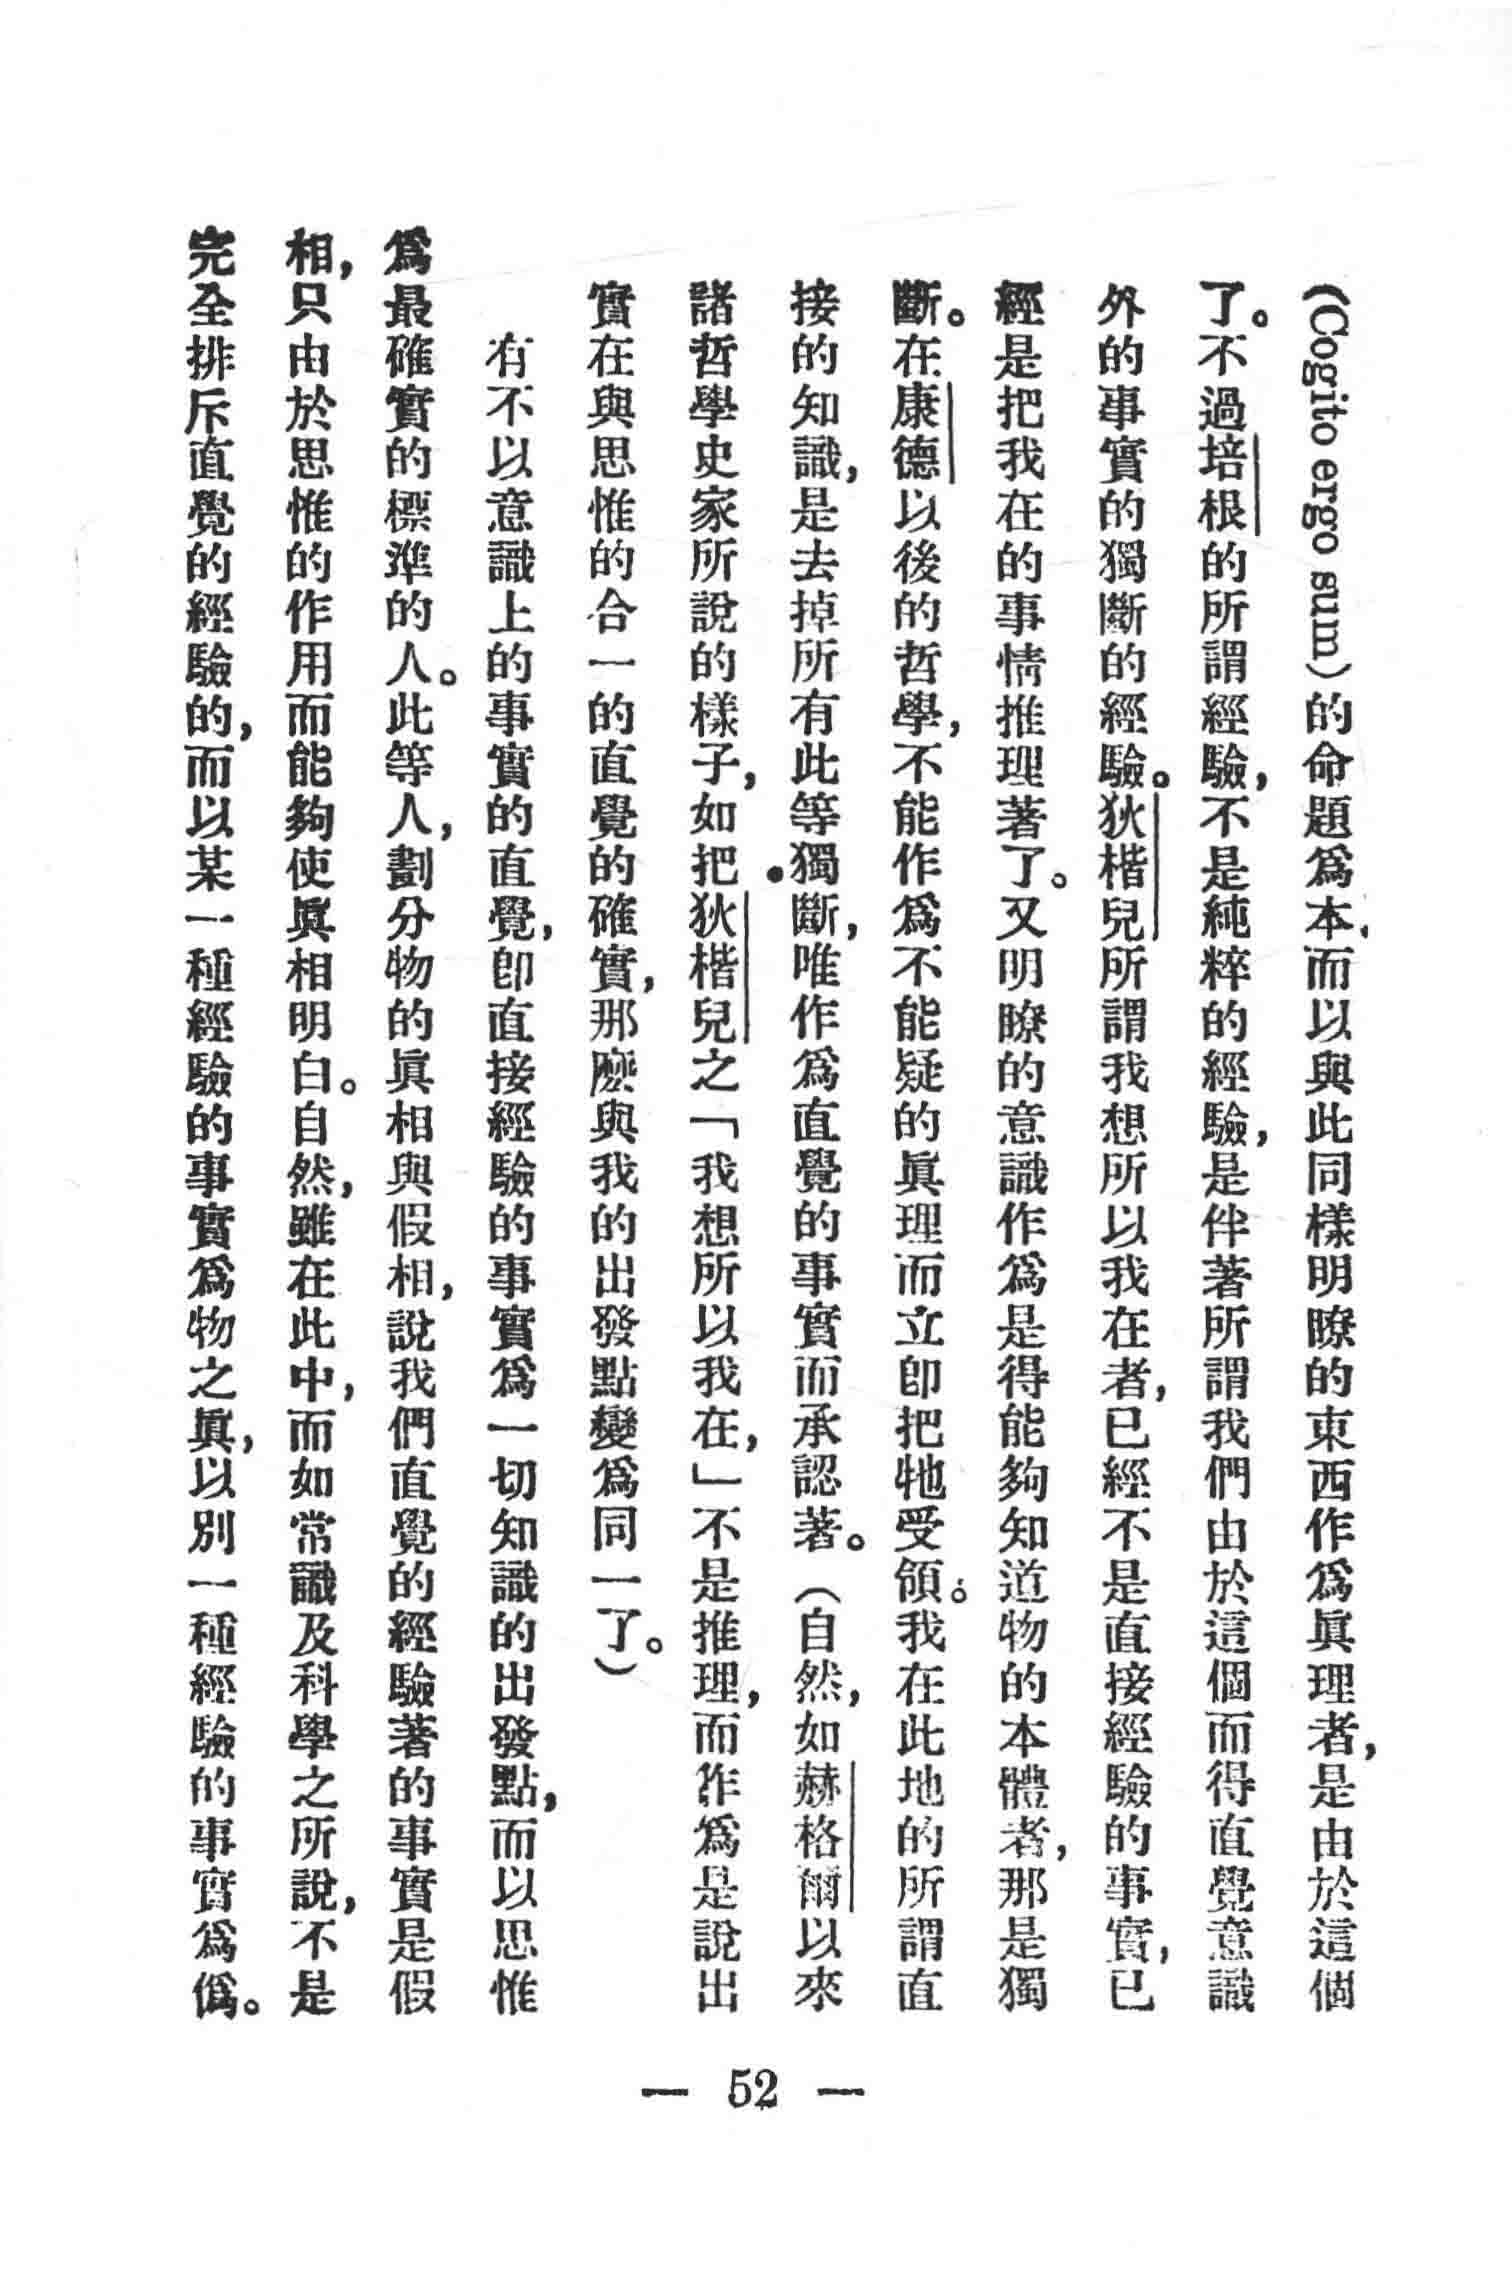 (Cogito ergo sum)的命題爲本,而以與此同樣明瞭的東西作爲眞理者,是由於這個
了。不過培根的所謂經驗,不是純粹的經驗,是伴著所謂我們由於這個而得直覺意識
外的事實的獨斷的經驗。狄楷兒所謂我想所以我在者,已經不是直接經驗的事實,已
經是把我在的事情推理著了。又明瞭的意識作爲是得能夠知道物的本體者,那是獨
斷。在康德以後的哲學,不能作爲不能疑的眞理而立卽把牠受領。我在此地的所謂直
接的知識,是去掉所有此等獨斷,唯作爲直覺的事實而承認著。(自然,如赫格爾以來
諸哲學史家所說的樣子,如把狄楷兒之「我想所以我在,」不是推理,而作爲是說出
實在與思惟的合一的直覺的確實,那麼與我的出發點變爲同一了。)
有不以意識上的事實的直覺,卽直接經驗的事實爲一切知識的出發點,而以思惟
爲最確實的標準的人。此等人,劃分物的眞相與假相,說我們直覺的經驗著的事實是假
相,只由於思惟的作用而能夠使眞相明白。自然,雖在此中,而如常識及科學之所說,不是
完全排斥直覺的經驗的,而以某一種經驗的事實爲物之眞,以別一種經驗的事實爲僞。
— 52 —